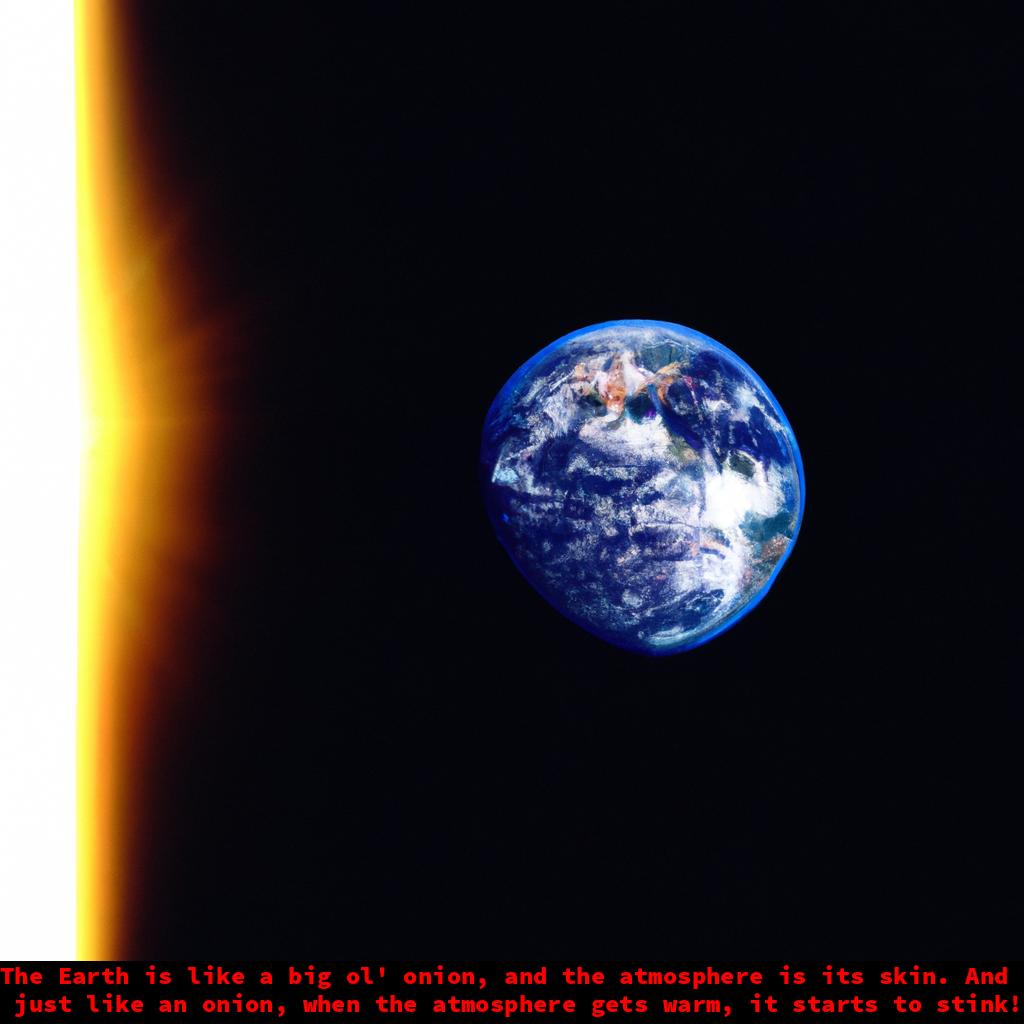 The Earth is like a big ol' onion, and the atmosphere is its skin. And
just like an onion, when the atmosphere gets warm, it starts to stink!